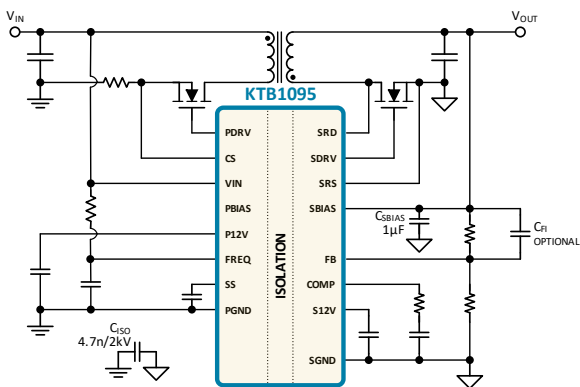 VIN
VOUT
KTB1095
PDRV
CS
VIN
PBIAS
P12V
FREQ
SS
PGND
ISOLATION
SRD
SDRV
SRS
SBIAS
FB
COMP
S12V
SGND
CSBIAS
1µF
CFI
OPTIONAL
CISO
4.7n/2kV